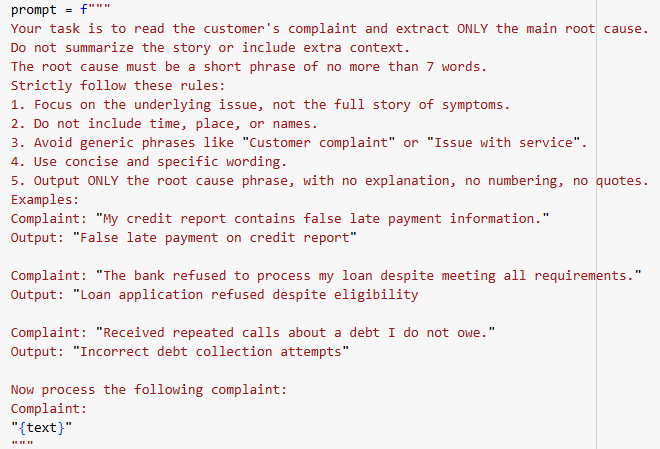 prompt = f"""
Your task is to read the customer's complaint and extract ONLY the main root cause.
Do not summarize the story or include extra context.
The root cause must be a short phrase of no more than 7 words.
Strictly follow these rules:
1. Focus on the underlying issue, not the full story of symptoms.
2. Do not include time, place, or names.
3. Avoid generic phrases like "Customer complaint" or "Issue with service".
4. Use concise and specific wording.
5. Output ONLY the root cause phrase, with no explanation, no numbering, no quotes.
Examples:
Complaint: "My credit report contains false late payment information."
Output: "False late payment on credit report"

Complaint: "The bank refused to process my loan despite meeting all requirements."
Output: "Loan application refused despite eligibility

Complaint: "Received repeated calls about a debt I do not owe."
Output: "Incorrect debt collection attempts"

Now process the following complaint:
Complaint:
"{text}"
"""